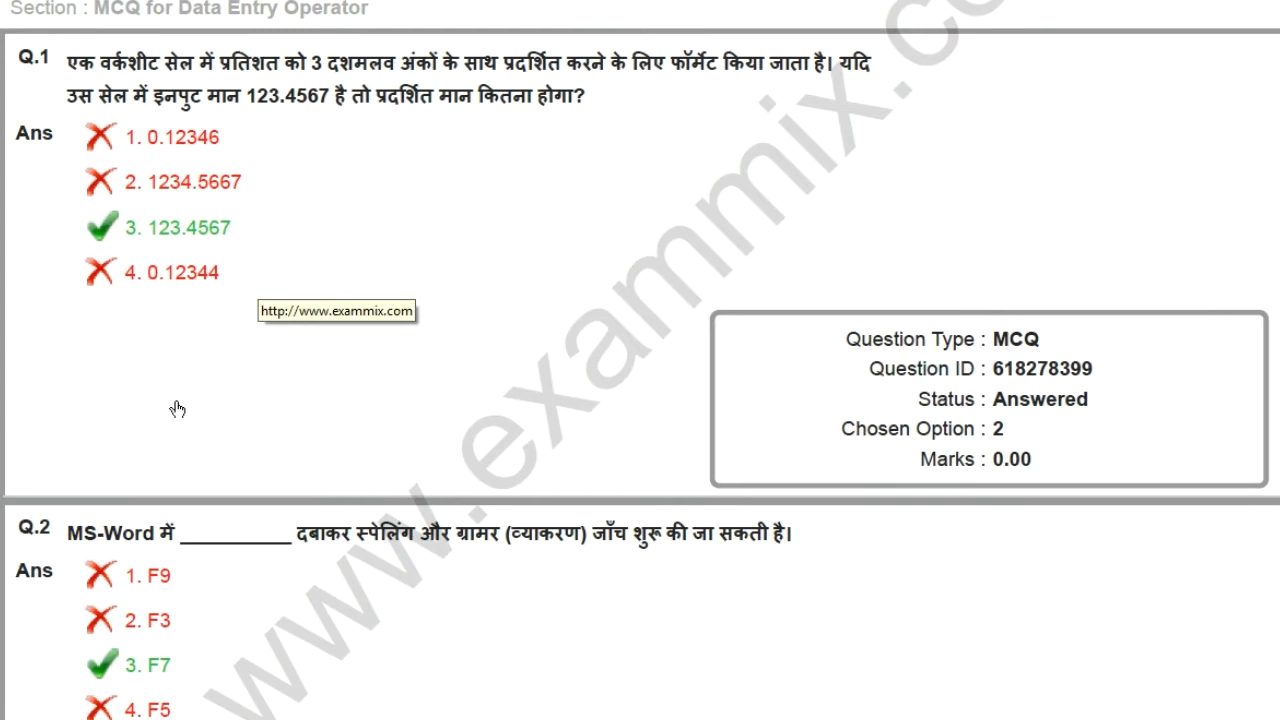 Section : MCQ for Data Entry Operator
Q.1 एक वर्कशीट सेल में प्रतिशत को 3 दशमलव अंकों के साथ प्रदर्शित करने के लिए फॉर्मेट किया जाता है। यदि
उस सेल में इनपुट मान 123.4567 है तो प्रदर्शित मान कितना होगा?
Ans 1. 0.12346
2. 1234.5667
3. 123.4567
4. 0.12344
http://www.exammix.com
Question Type : MCQ
Question ID : 618278399
Status : Answered
Chosen Option : 2
Marks : 0.00
www.exammix.co
Q.2 MS-Word में __________ दबाकर स्पेलिंग और ग्रामर (व्याकरण) जाँच शुरू की जा सकती है।
Ans 1. F9
2. F3
3. F7
4. F5